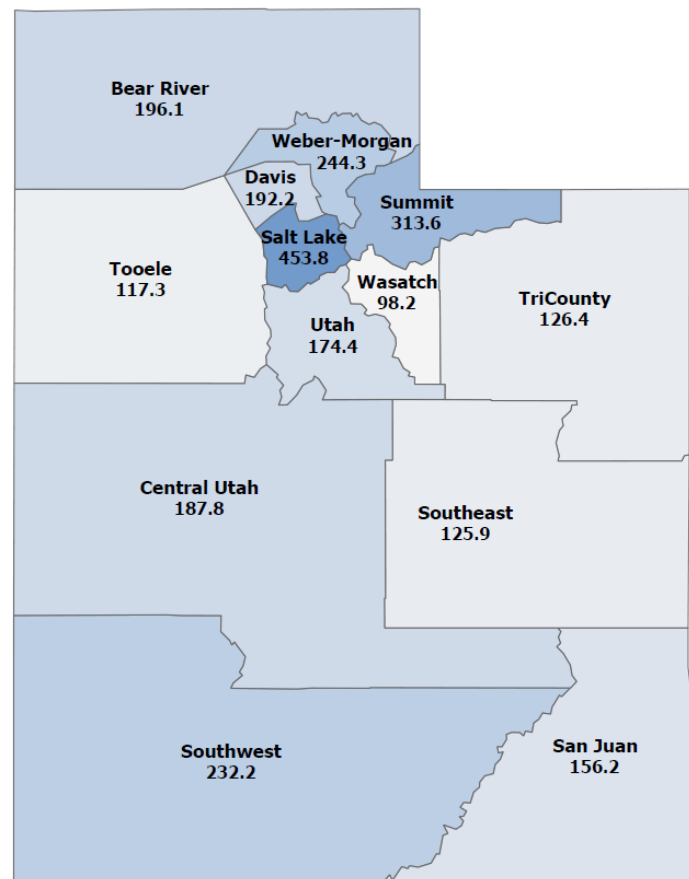 Bear River
196.1
Weber-Morgan
244.3
Davis
192.2
Summit
313.6
Salt Lake
453.8
Tooele
117.3
Wasatch
98.2
TriCounty
126.4
Utah
174.4
Central Utah
187.8
Southeast
125.9
Southwest
232.2
San Juan
156.2